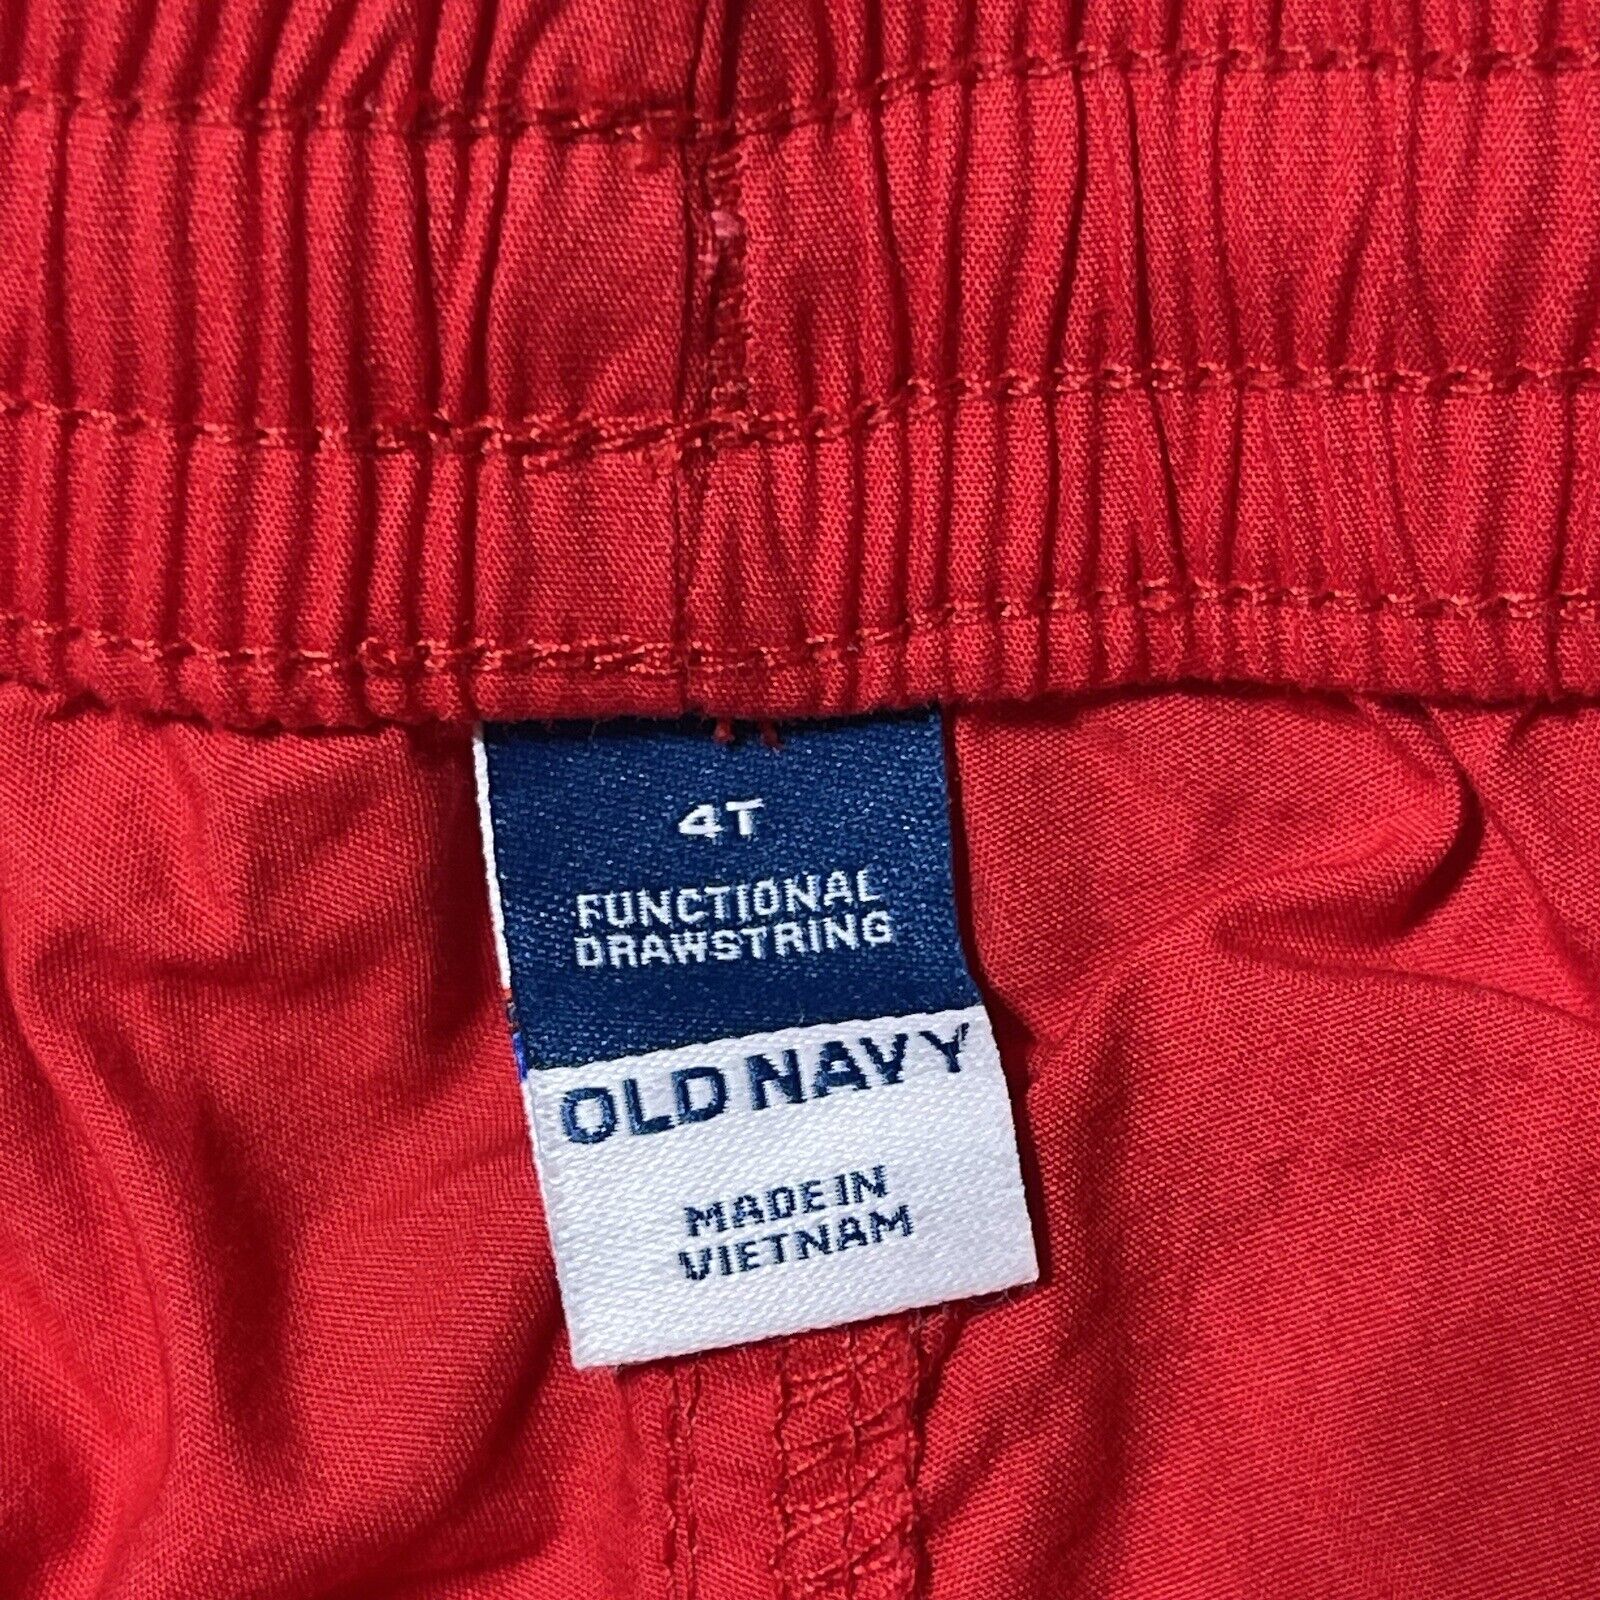 4T
FUNCTIONAL
DRAWSTRING
OLD NAVY
MADE IN
VIETNAM